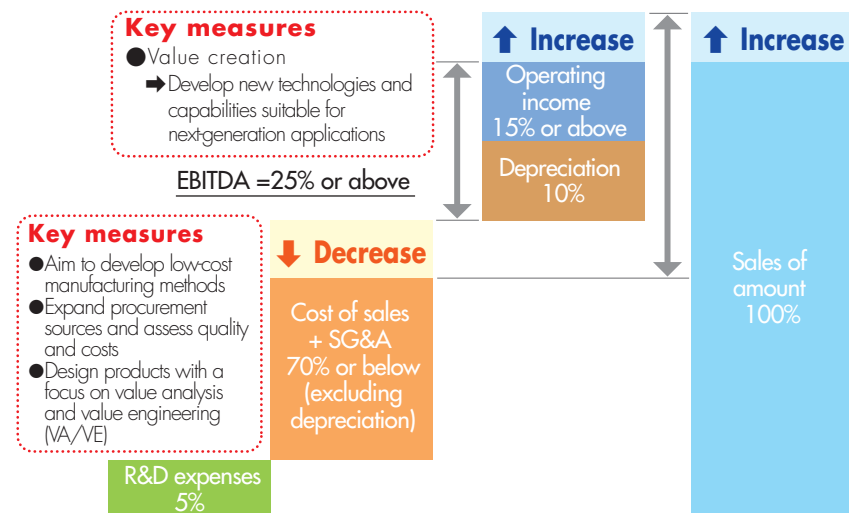 Key measures
●Value creation
➡Develop new technologies and
capabilities suitable for
next-generation applications
EBITDA =25% or above
⬆ Increase
Operating
income
15% or above
Depreciation
10%
⬆ Increase
Sales of
amount
100%
Key measures
●Aim to develop low-cost
manufacturing methods
●Expand procurement
sources and assess quality
and costs
●Design products with a
focus on value analysis
and value engineering
(VA/VE)
⬇ Decrease
Cost of sales
+ SG&A
70% or below
(excluding
depreciation)
R&D expenses
5%